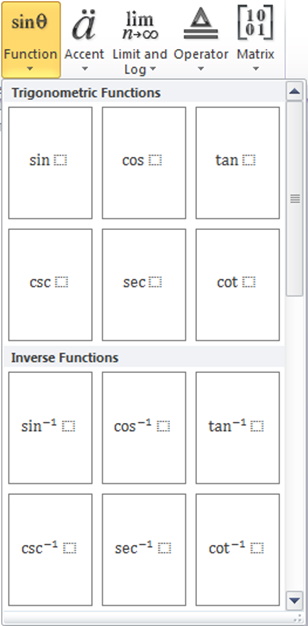 sinθ ä lim n→∞ ≜ [10 01]
Function Accent Limit and Log Operator Matrix
Trigonometric Functions
sin cos tan
csc sec cot
Inverse Functions
sin⁻¹ cos⁻¹ tan⁻¹
csc⁻¹ sec⁻¹ cot⁻¹